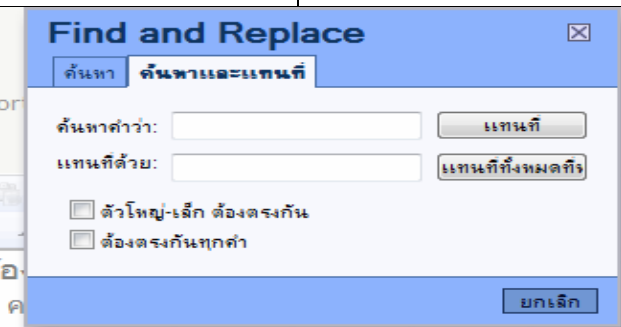 Find and Replace
ค้นหา ค้นหาและแทนที่
ค้นหาคำว่า: แทนที่
แทนที่ด้วย: แทนที่ทั้งหมดที่
ตัวใหญ่-เล็ก ต้องตรงกัน
ต้องตรงกันทุกคำ
ยกเลิก